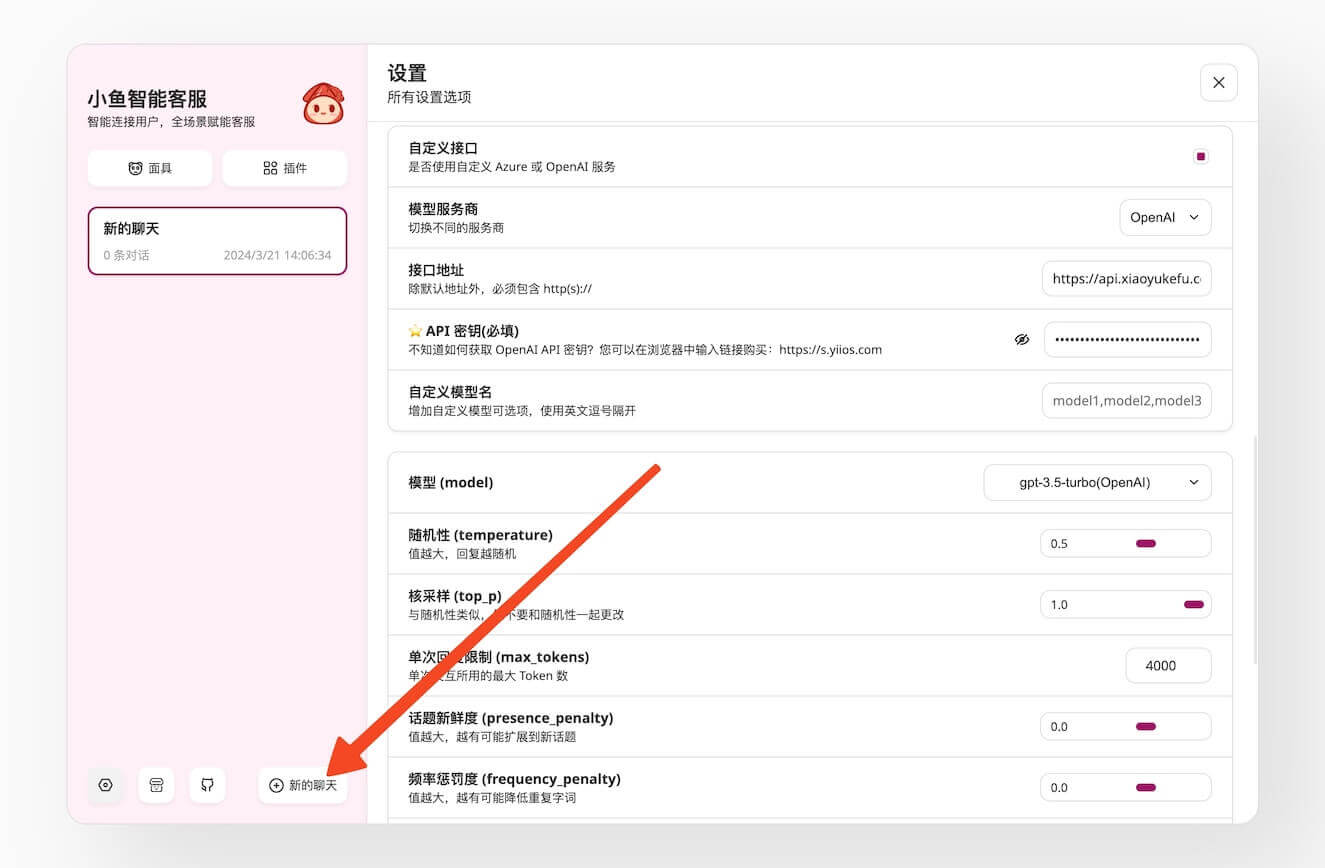 小鱼智能客服
智能连接用户，全场景赋能客服
面具
插件
新的聊天
0 条对话
2024/3/21 14:06:34
新的聊天
设置
所有设置选项
自定义接口
是否使用自定义 Azure 或 OpenAI 服务
模型服务商
切换不同的服务商
OpenAI
接口地址
除默认地址外，必须包含 http(s)://
https://api.xiaoyukefu.c
⭐ API 密钥(必填)
不知道如何获取 OpenAI API 密钥？您可以在浏览器中输入链接购买：https://s.yiios.com
自定义模型名
增加自定义模型可选项，使用英文逗号隔开
model1,model2,model3
模型 (model)
gpt-3.5-turbo(OpenAI)
随机性 (temperature)
值越大，回复越随机
0.5
核采样 (top_p)
与随机性类似，不要和随机性一起更改
1.0
单次回限制 (max_tokens)
单次互所用的最大 Token 数
4000
话题新鲜度 (presence_penalty)
值越大，越有可能扩展到新话题
0.0
频率惩罚度 (frequency_penalty)
值越大，越有可能降低重复字词
0.0